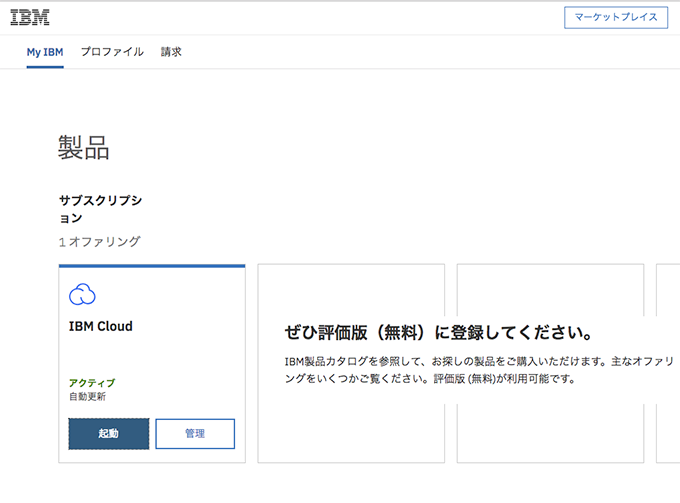 IBM
マーケットプレイス
My IBM プロファイル 請求
製品
サブスクリプシ
ョン
1 オファリング
IBM Cloud
アクティブ
自動更新
起動 管理
ぜひ評価版（無料）に登録してください。
IBM製品カタログを参照して、お探しの製品をご購入いただけます。主なオファリ
ングをいくつかご覧ください。評価版 (無料)が利用可能です。